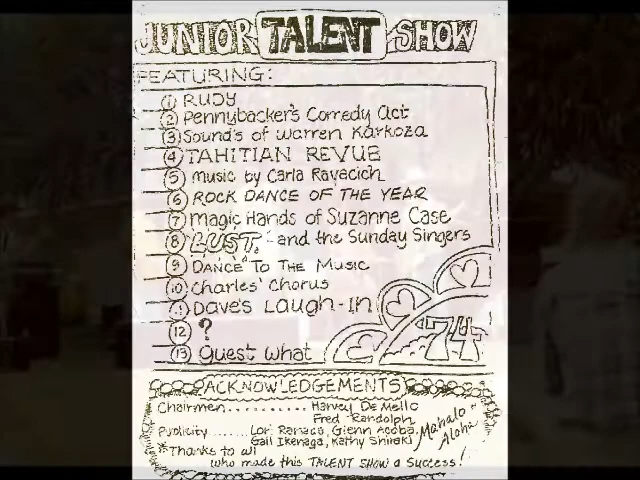 JUNIOR TALENT SHOW
FEATURING:
① RUDY
② Pennybacker's Comedy Act
③ Sounds of Warren Karkoza
④ TAHITIAN REVUE
⑤ music by Carla Ravecich
⑥ ROCK DANCE OF THE YEAR
⑦ magic Hands of Suzanne Case
⑧ LUST, and the Sunday Singers
⑨ DANCE TO THE MUSIC
⑩ Charles' Chorus
⑪ Dave's Laugh-In
⑫ ?
⑬ Guest What
'74
ACKNOWLEDGEMENTS
Chairmen .......... Harvey De Mello
Fred Randolph
Publicity ....... Lori Glenn Acoba,
Gail Ikenaga, Kathy Shiroki
Mahalo + Aloha
*Thanks to all
who made this TALENT SHOW a Success!